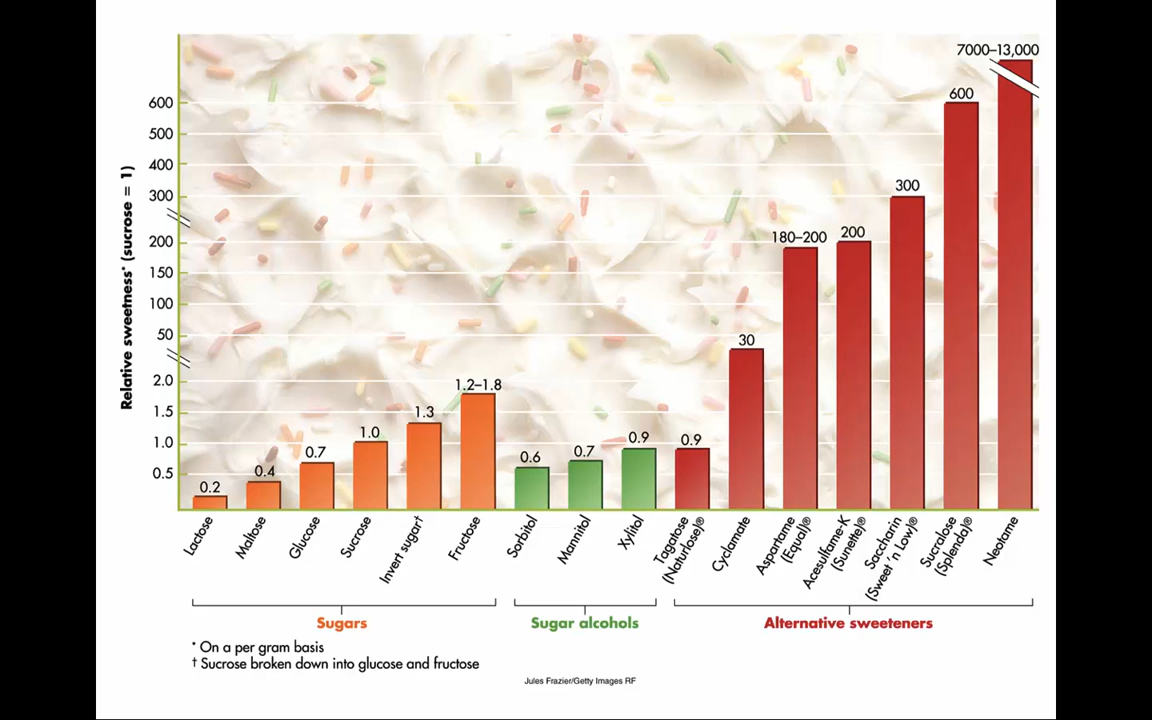 7000–13,000
600
600
500
400
300
300
200
180–200
200
150
100
50
30
2.0
1.5
1.0
0.5
Relative sweetness* (sucrose = 1)
0.2
0.4
0.7
1.0
1.3
1.2–1.8
0.6
0.7
0.9
0.9
Lactose
Maltose
Glucose
Sucrose
Invert sugar†
Fructose
Sorbitol
Mannitol
Xylitol
Tagatose
(Naturlose)®
Cyclamate
Aspartame
(Equal)®
Acesulfame-K
(Sunette)®
Saccharin
(Sweet 'n Low)®
Sucralose
(Splenda)®
Neotame
Sugars
Sugar alcohols
Alternative sweeteners
* On a per gram basis
† Sucrose broken down into glucose and fructose
Jules Frazier/Getty Images RF